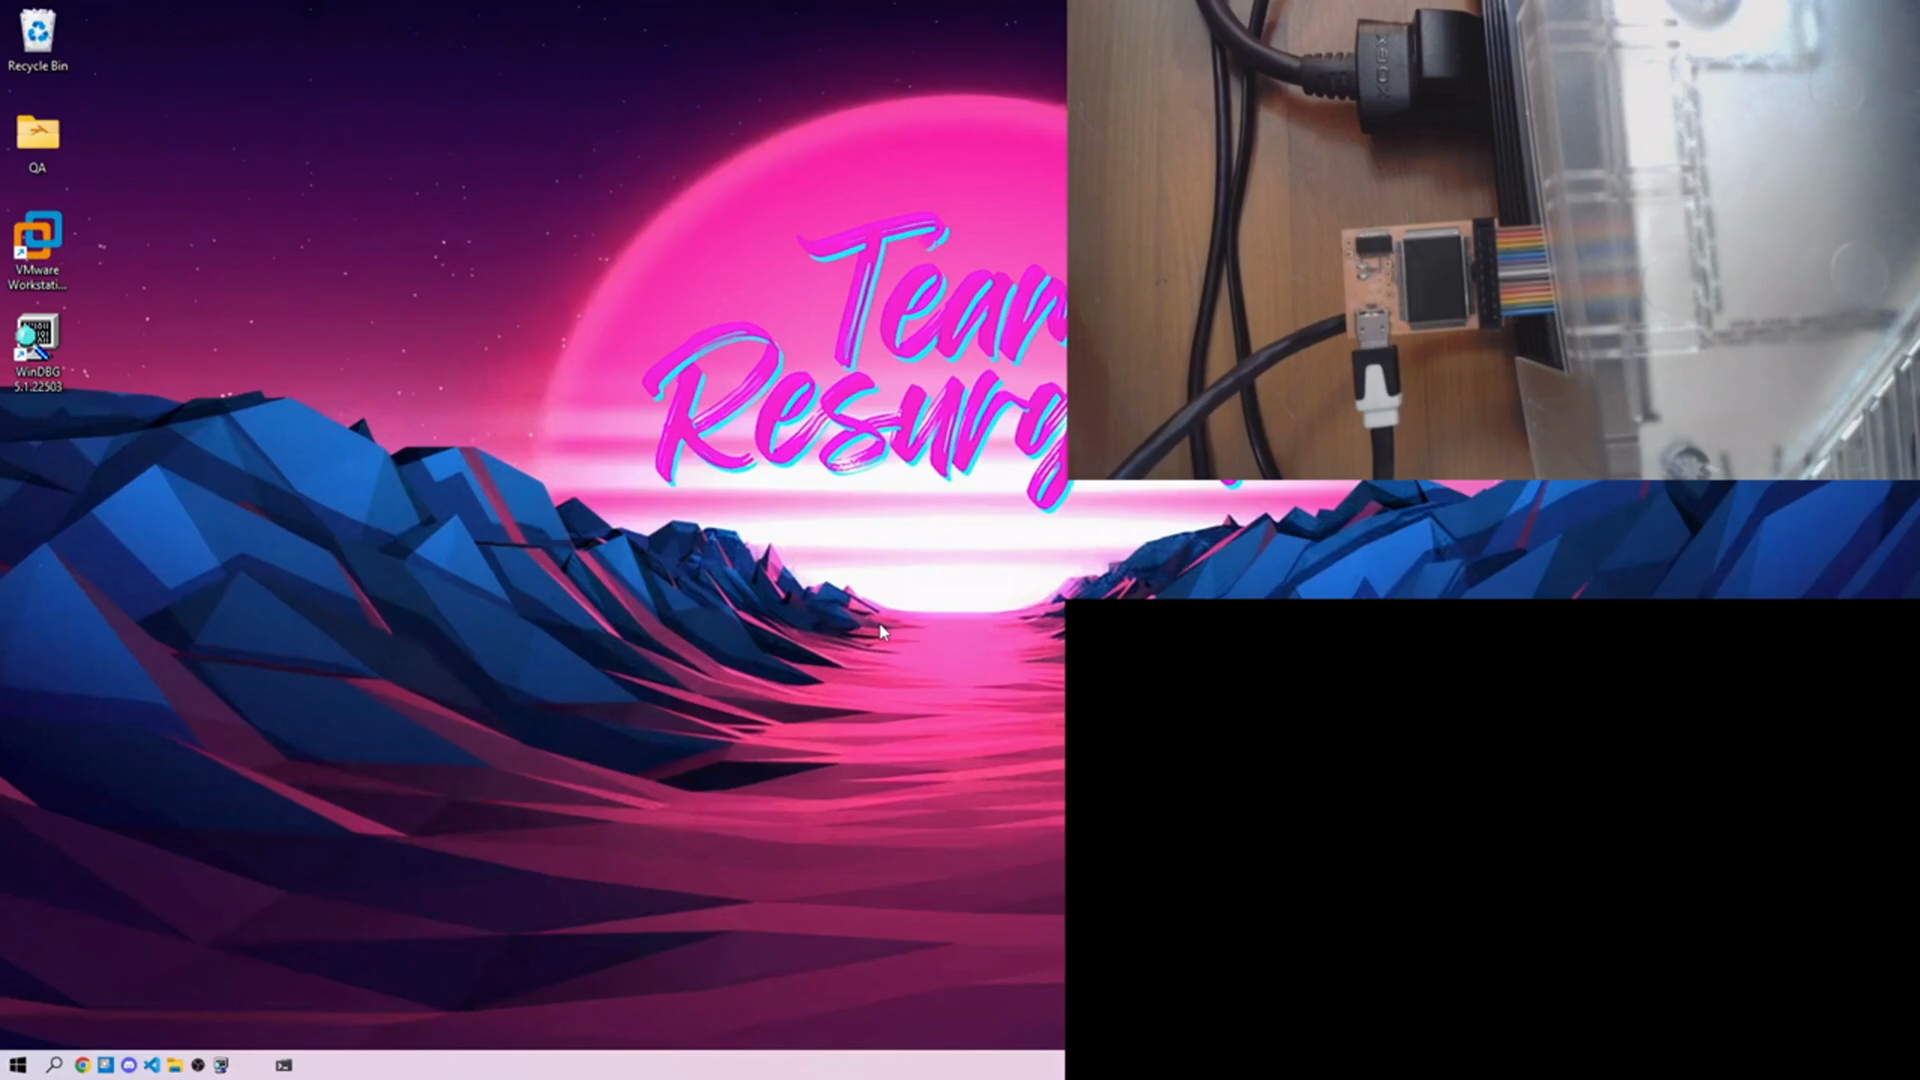 Recycle Bin
QA
VMware
Workstati...
WinDBG
5.1.22503
Team
Resurg
XBOX